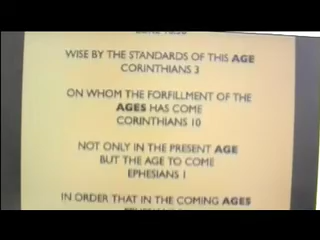 WISE BY THE STANDARDS OF THIS AGE
CORINTHIANS 3
ON WHOM THE FORFILLMENT OF THE
AGES HAS COME
CORINTHIANS 10
NOT ONLY IN THE PRESENT AGE
BUT THE AGE TO COME
EPHESIANS 1
IN ORDER THAT IN THE COMING AGES